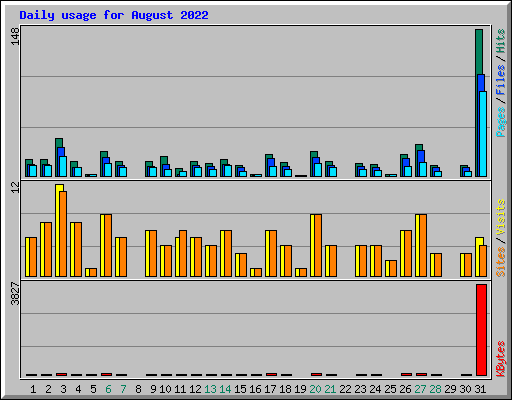 Daily usage for August 2022
148
Pages / Files / Hits
12
Sites / Visits
3827
KBytes
1 2 3 4 5 6 7 8 9 10 11 12 13 14 15 16 17 18 19 20 21 22 23 24 25 26 27 28 29 30 31